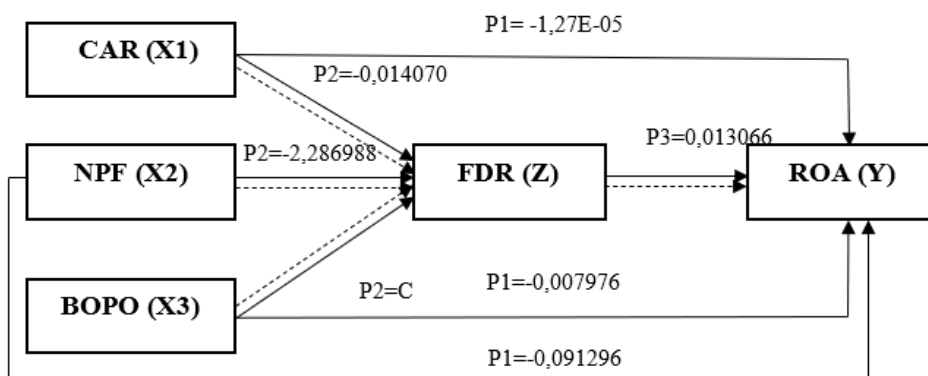 P1= -1,27E-05
CAR (X1)
P2=-0,014070
P2=-2,286988
P3=0,013066
NPF (X2)
FDR (Z)
ROA (Y)
P2=C
P1=-0,007976
BOPO (X3)
P1=-0,091296